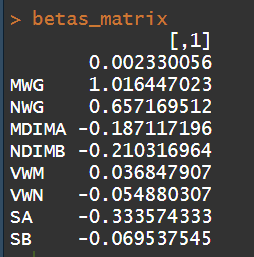 > betas_matrix
[,1]
0.002330056
MWG 1.016447023
NWG 0.657169512
MDIMA -0.187117196
NDIMB -0.210316964
VWM 0.036847907
VWN -0.054880307
SA -0.333574333
SB -0.069537545